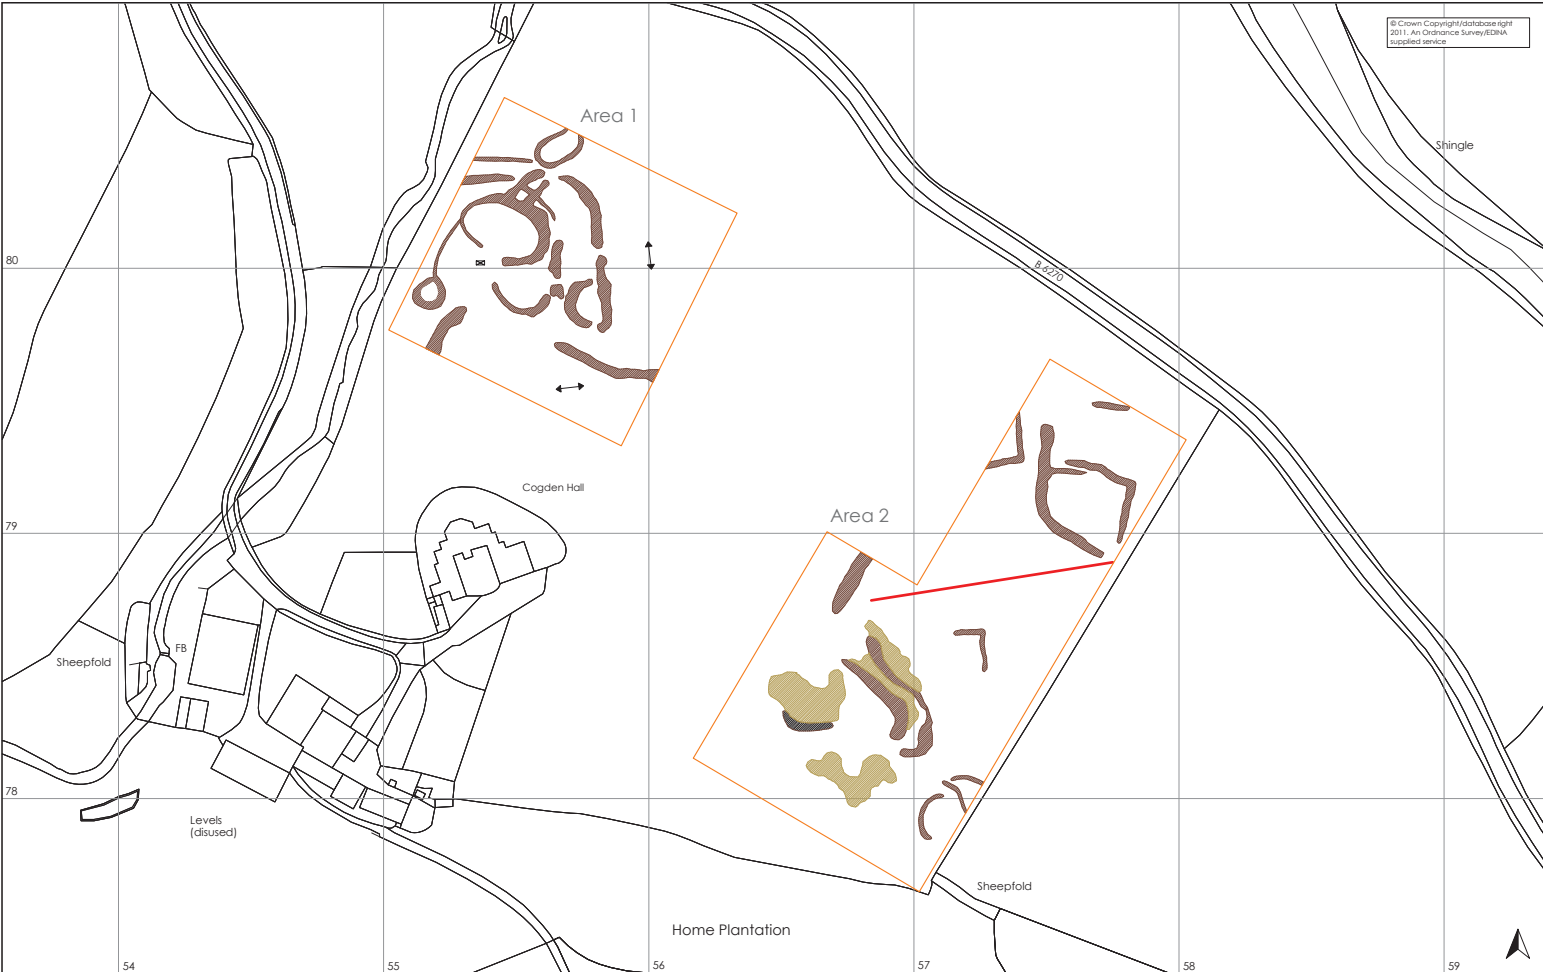 © Crown Copyright/database right
2011. An Ordnance Survey/EDINA
supplied service
Area 1
Shingle
80
B 6270
Cogden Hall
Area 2
79
FB
Sheepfold
78
Levels
(disused)
Sheepfold
Home Plantation
54
55
56
57
58
59